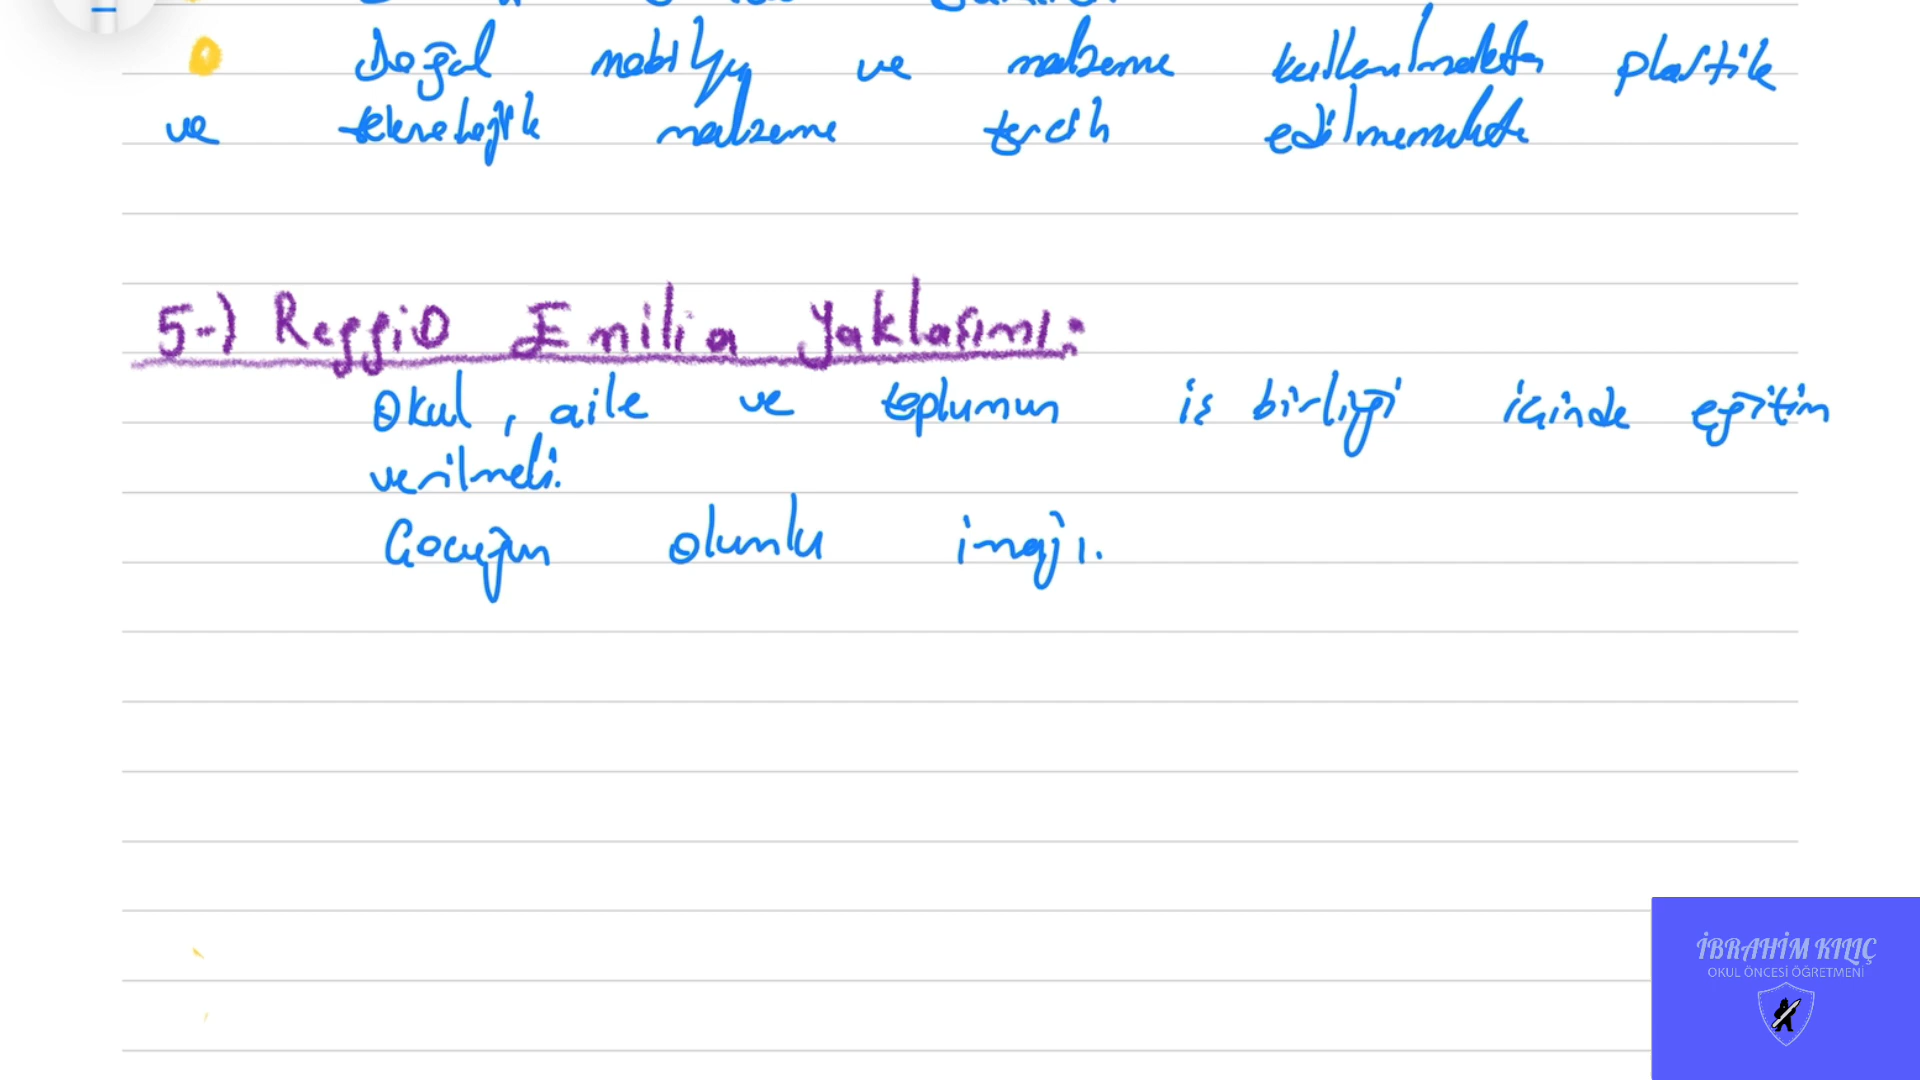 Doğal mobilya ve malzeme kullanılmakta plastik
ve teknolojik malzeme tercih edilmemekte
5-) Reggio Emilia Yaklaşımı:
Okul, aile ve toplumun iş birliği içinde eğitim
verilmeli.
Çocuğun olumlu imajı.
İBRAHİM KILIÇ
OKUL ÖNCESİ ÖĞRETMENİ